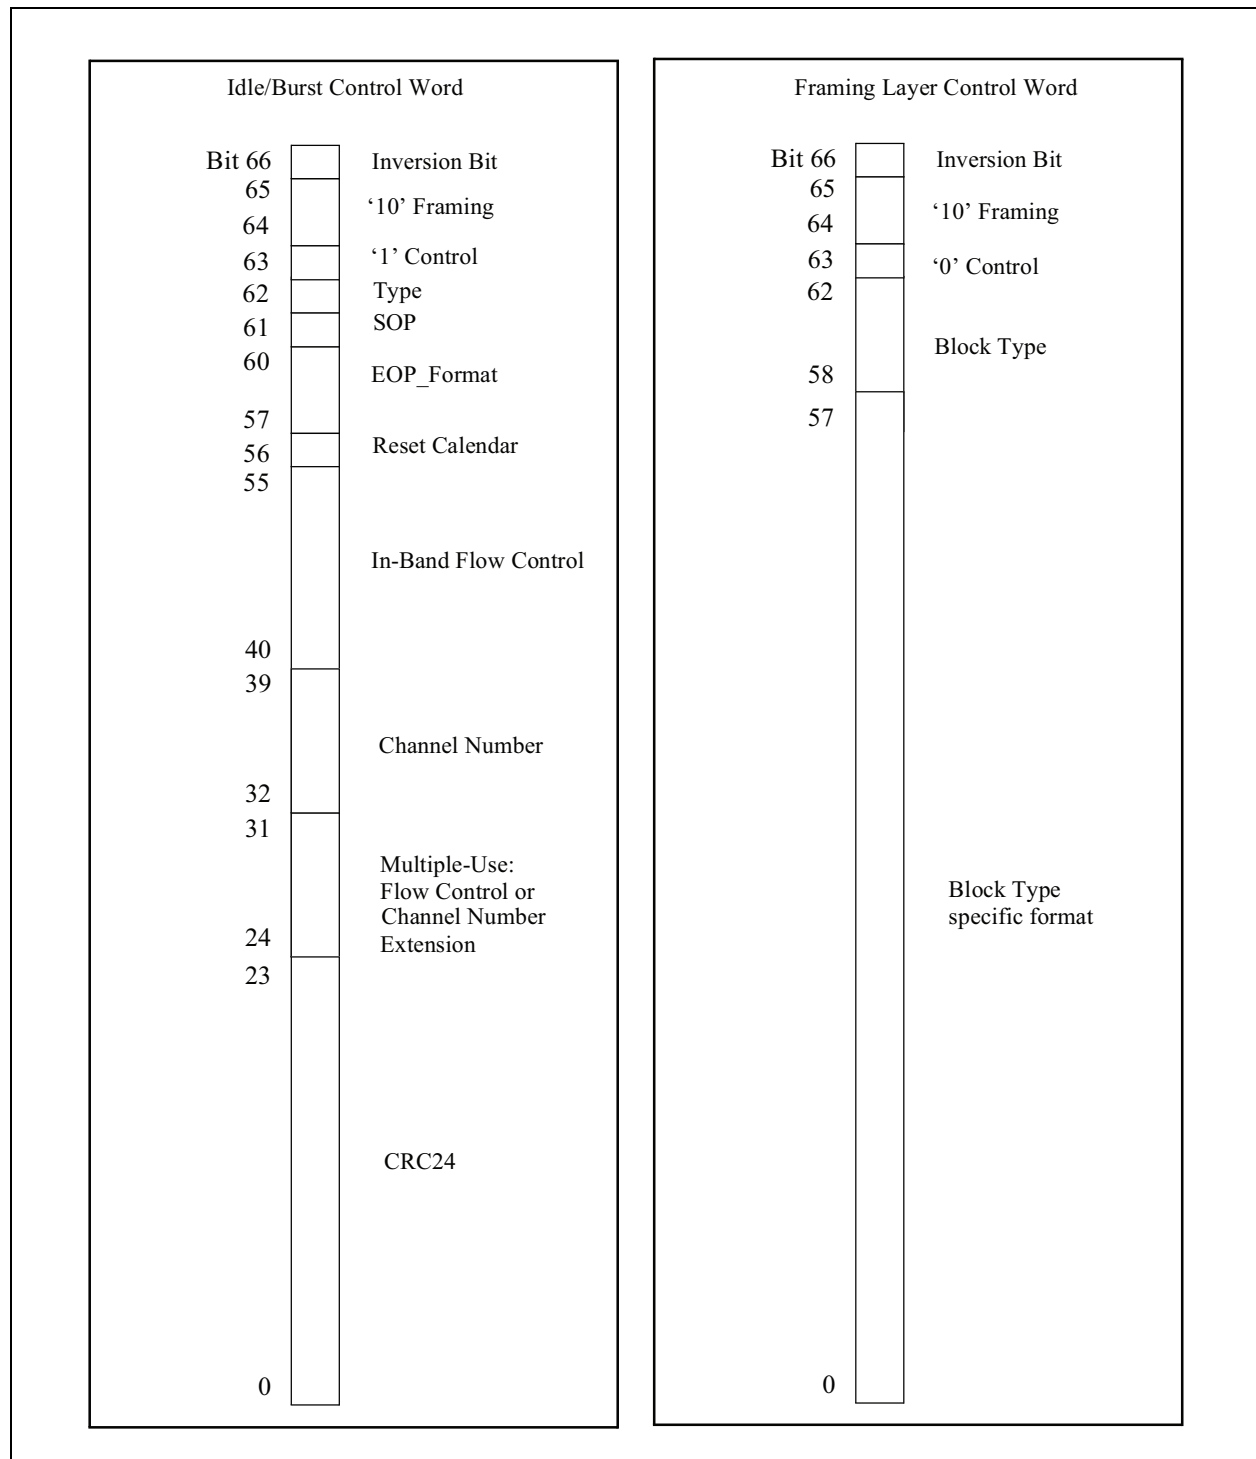 Idle/Burst Control Word
Bit 66 Inversion Bit
65
‘10’ Framing
64
63 ‘1’ Control
62 Type
61 SOP
60
EOP_Format
57
56 Reset Calendar
55
In-Band Flow Control
40
39
Channel Number
32
31
Multiple-Use:
Flow Control or
Channel Number
24 Extension
23
CRC24
0
Framing Layer Control Word
Bit 66 Inversion Bit
65
‘10’ Framing
64
63 ‘0’ Control
62
Block Type
58
57
Block Type
specific format
0